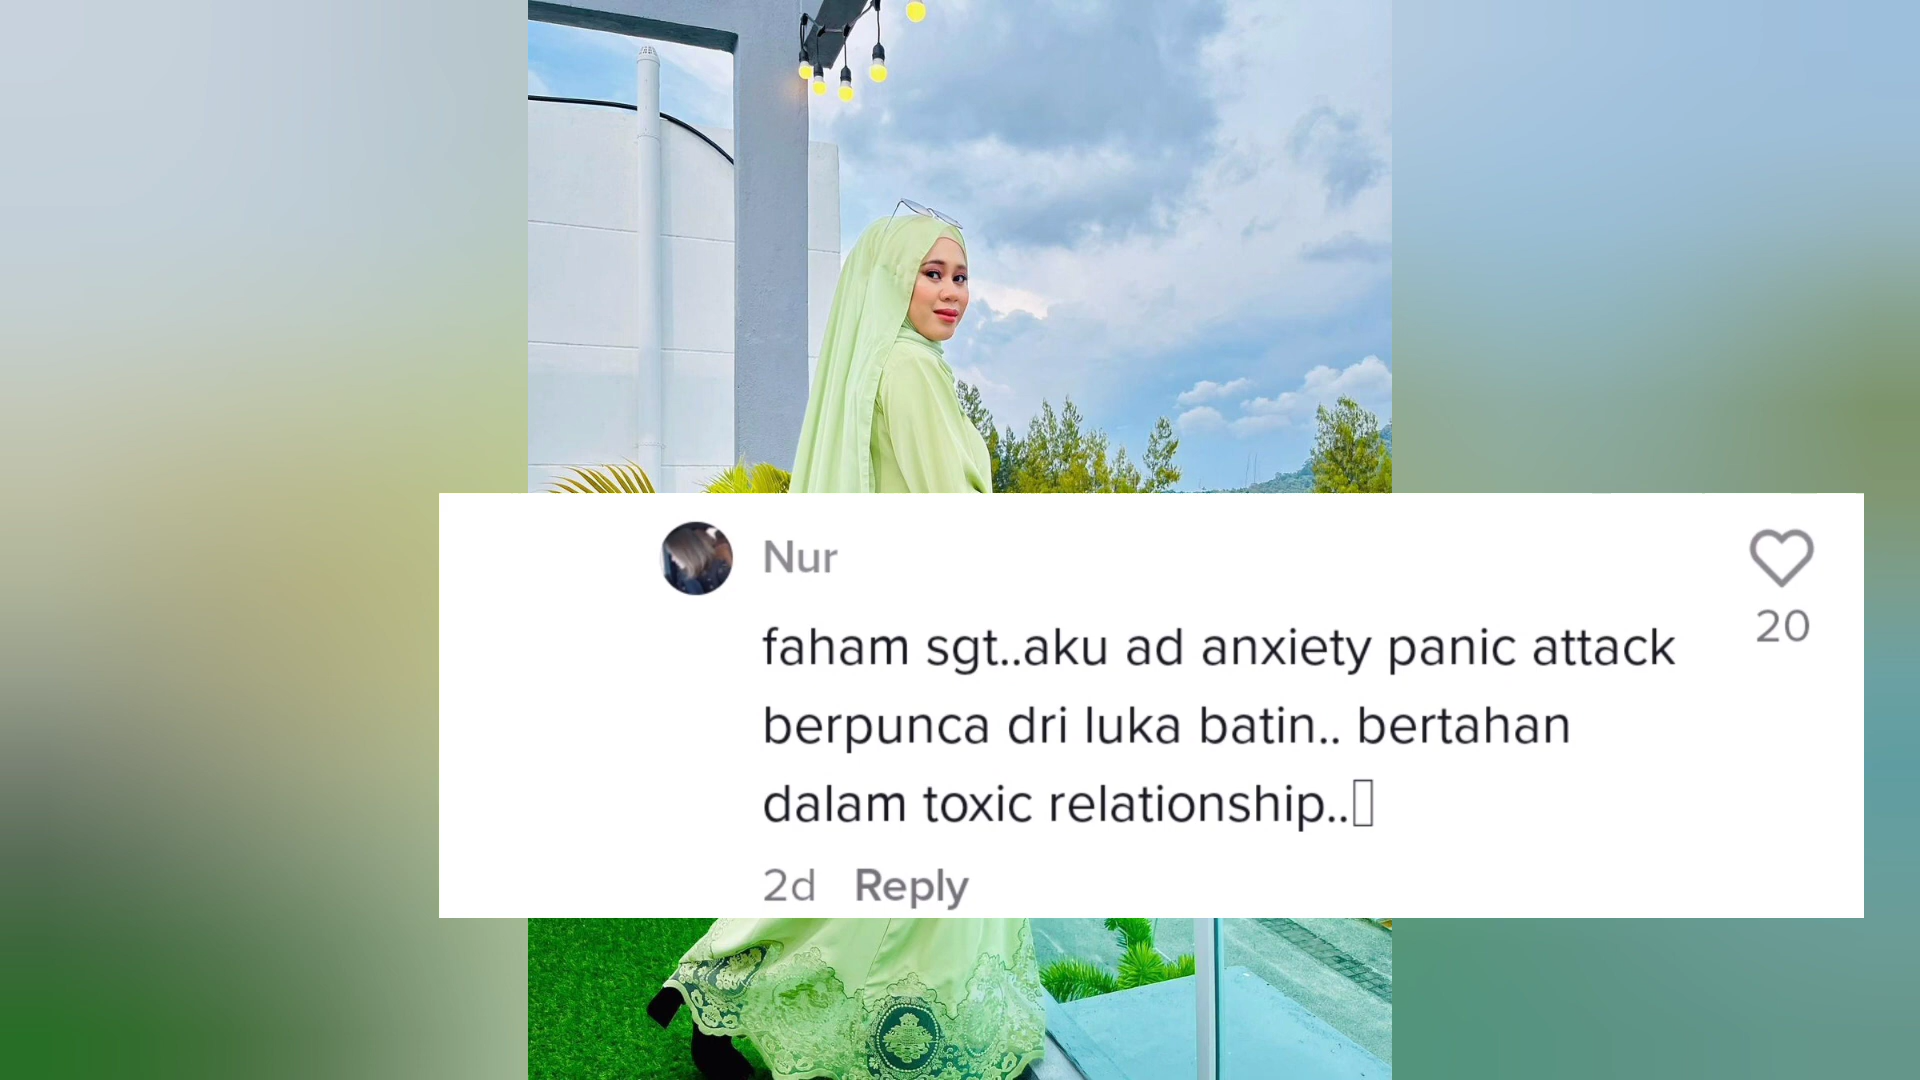 Nur
20
faham sgt..aku ad anxiety panic attack
berpunca dri luka batin.. bertahan
dalam toxic relationship..
2d Reply